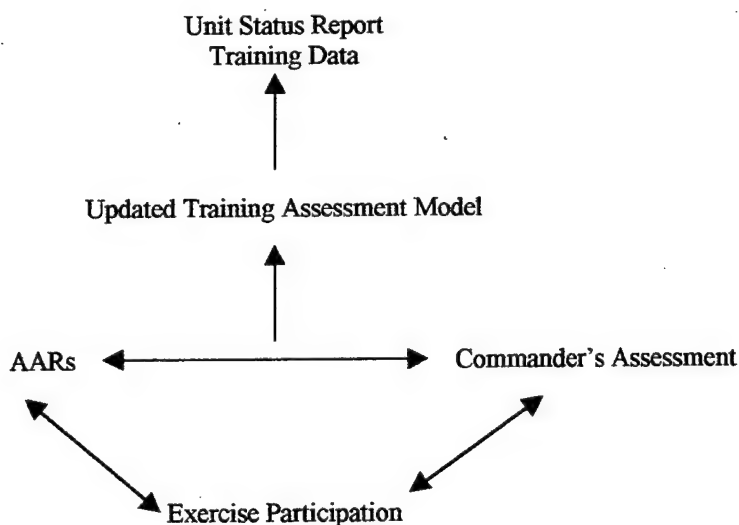 Unit Status Report
Training Data
Updated Training Assessment Model
AARs
Commander's Assessment
Exercise Participation